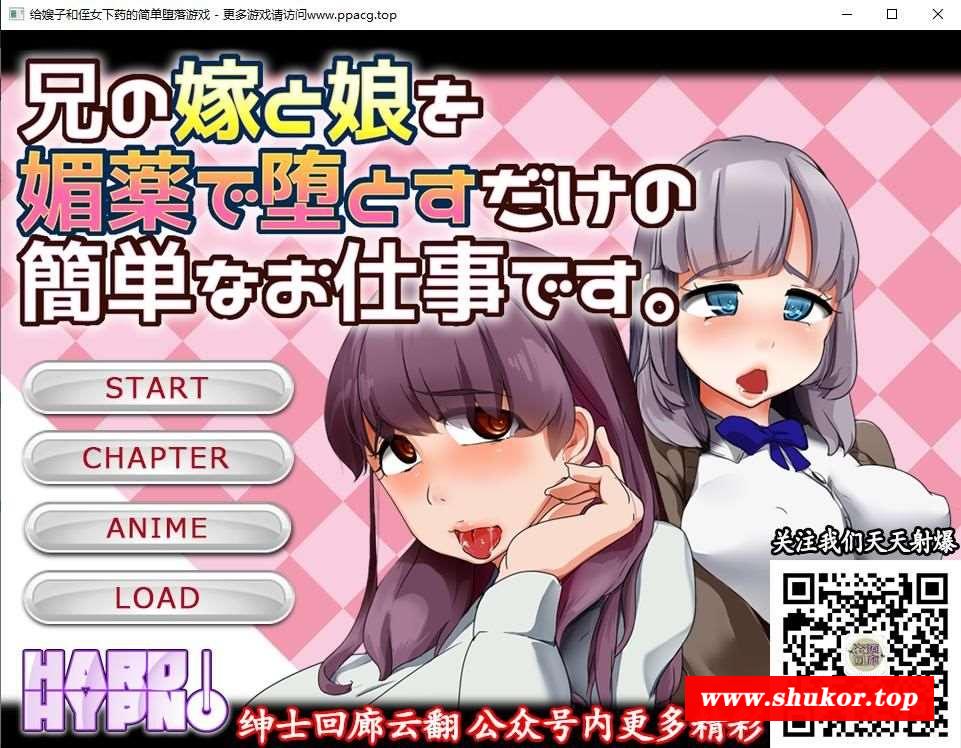 给嫂子和侄女下药的简单堕落游戏 - 更多游戏请访问www.ppacg.top
兄の嫁と娘を
媚薬で堕とすだけの
簡単なお仕事です。
START
CHAPTER
ANIME
LOAD
关注我们天天射爆
HARD
HYPNO
www.shukor.top
绅士回廊云翻 公众号内更多精彩